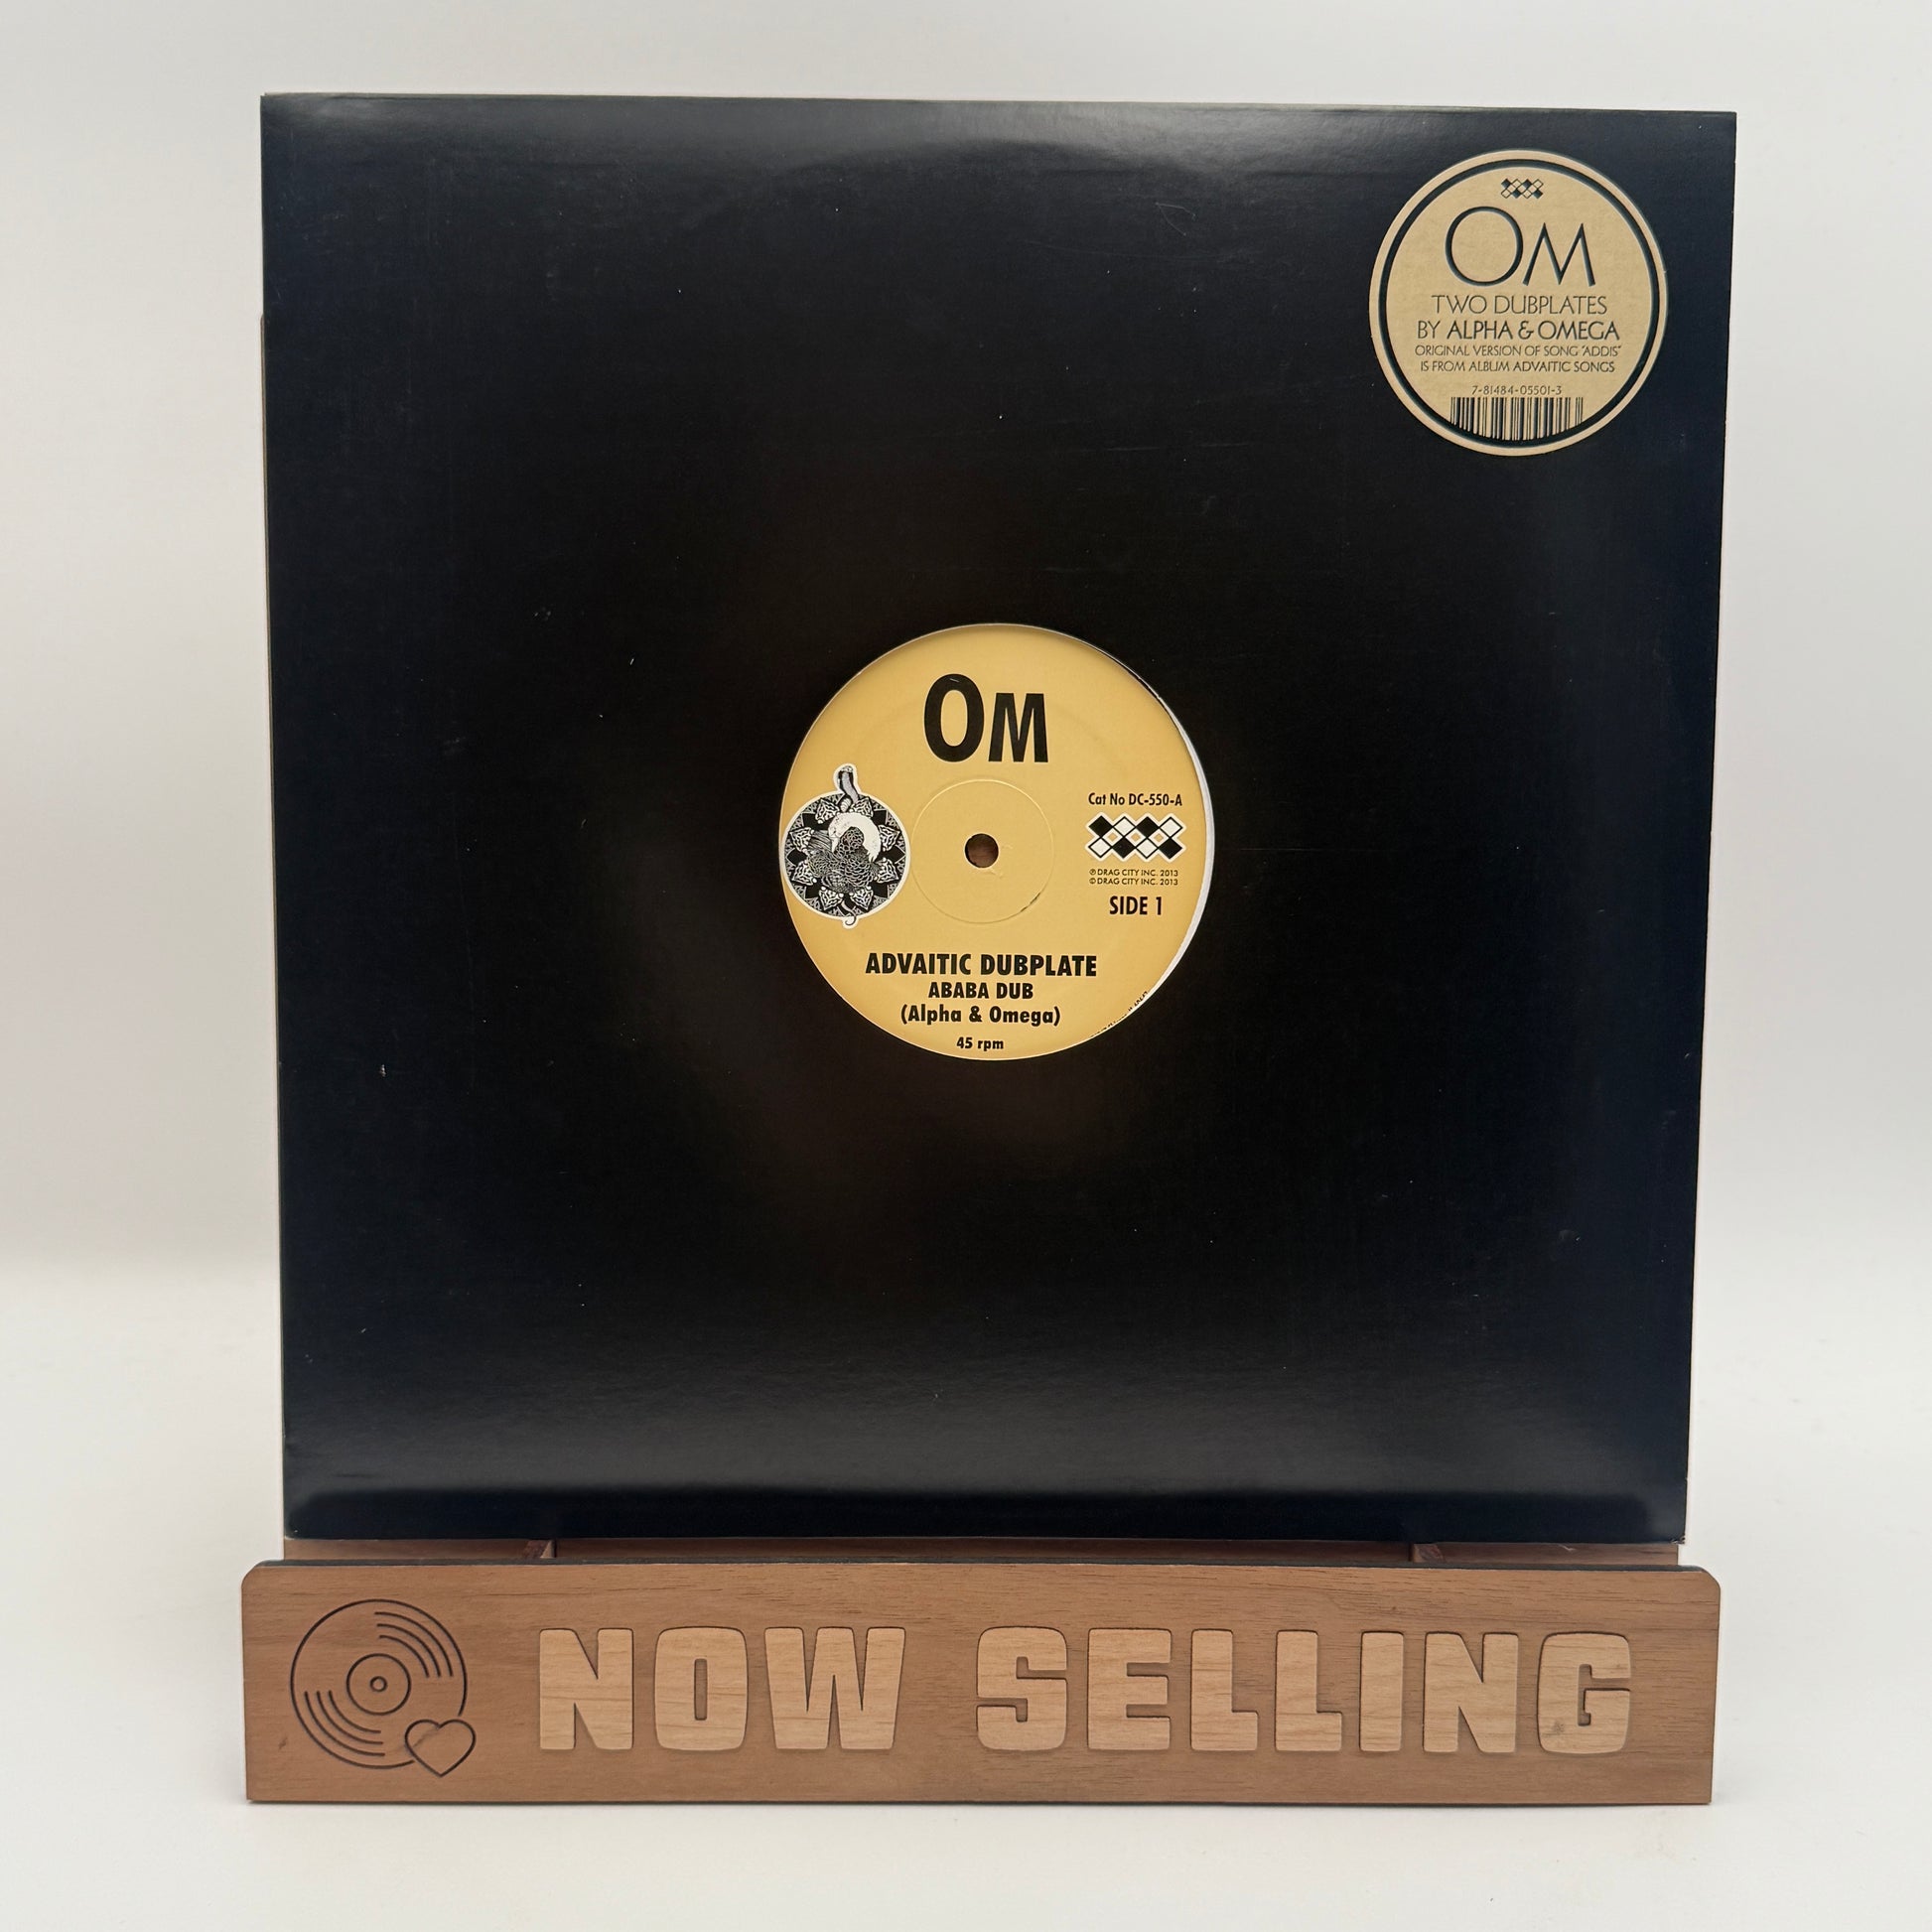 OM
TWO DUBPLATES
BY ALPHA & OMEGA
ORIGINAL VERSION OF SONG "ADDIS"
IS FROM ALBUM ADVAITIC SONGS
7-81484-05501-3
OM
Cat No DC-550-A
℗ DRAG CITY INC. 2013
© DRAG CITY INC. 2013
SIDE 1
ADVAITIC DUBPLATE
ABABA DUB
(Alpha & Omega)
45 rpm
NOW SELLING